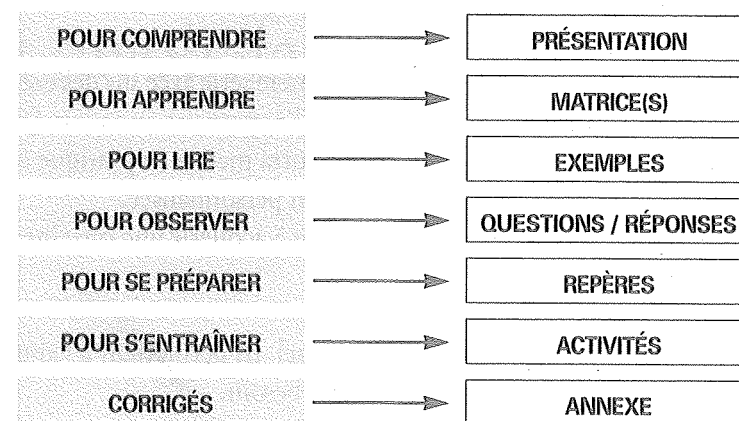 POUR COMPRENDRE PRÉSENTATION
POUR APPRENDRE MATRICE(S)
POUR LIRE EXEMPLES
POUR OBSERVER QUESTIONS / RÉPONSES
POUR SE PRÉPARER REPÈRES
POUR S'ENTRAÎNER ACTIVITÉS
CORRIGÉS ANNEXE